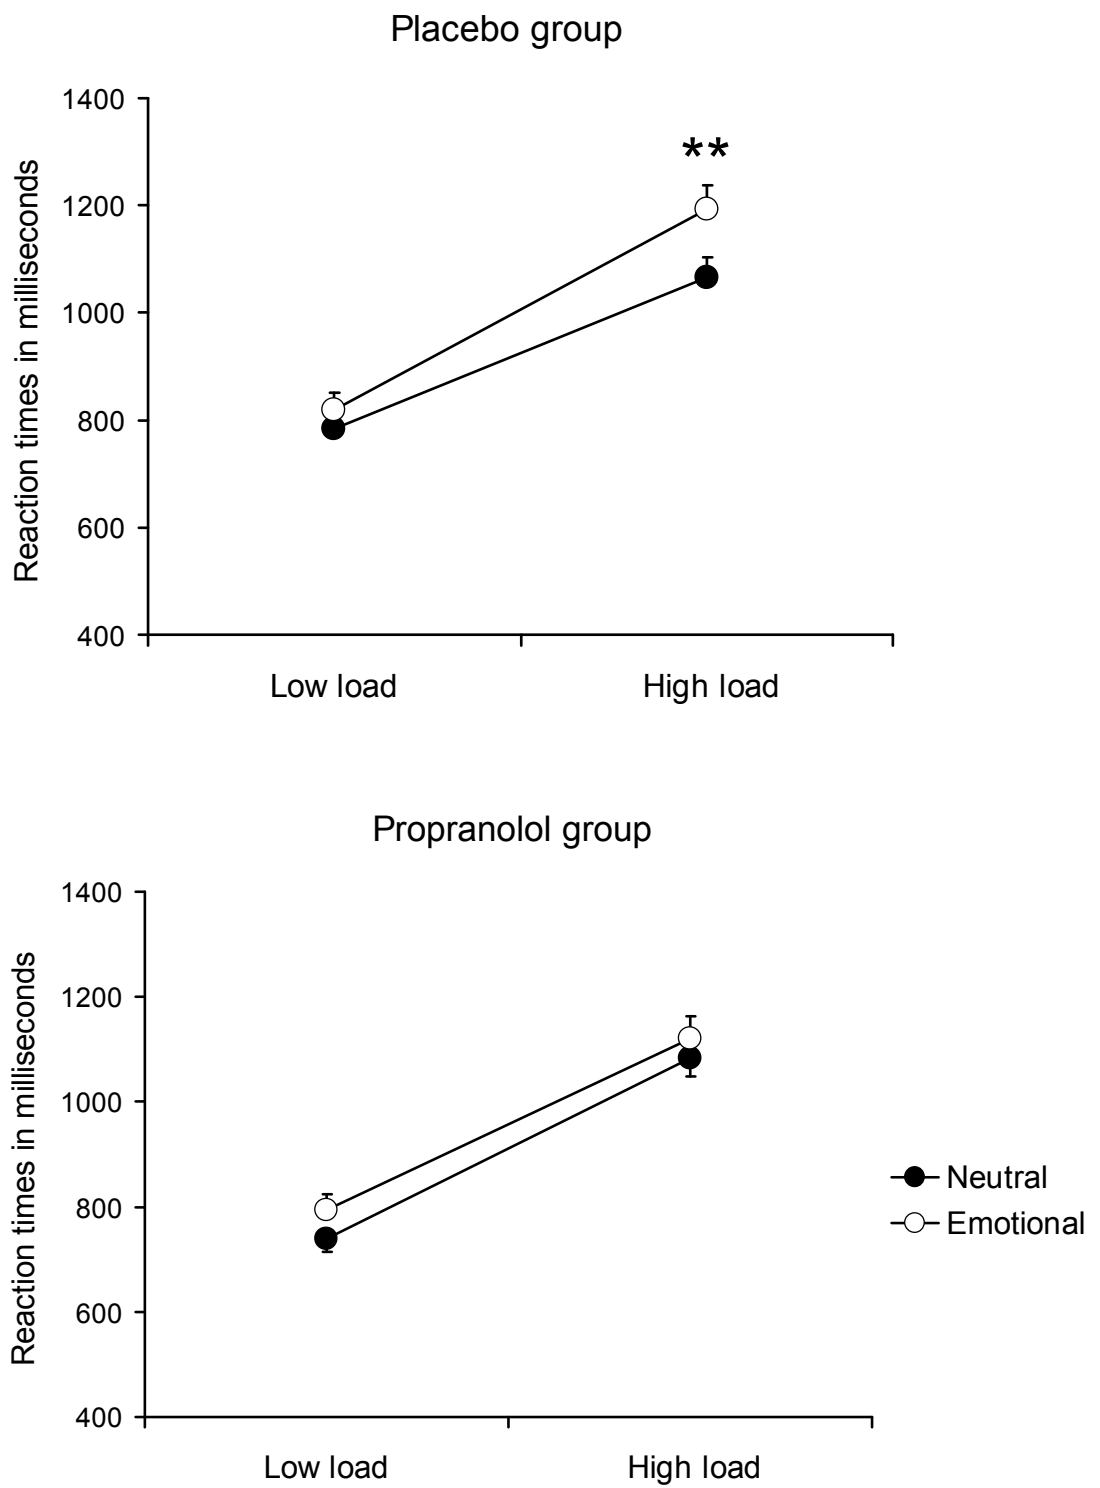 Placebo group
1400
1200
1000
800
600
400
Reaction times in milliseconds
**
Low load
High load
Propranolol group
1400
1200
1000
800
600
400
Reaction times in milliseconds
Low load
High load
Neutral
Emotional